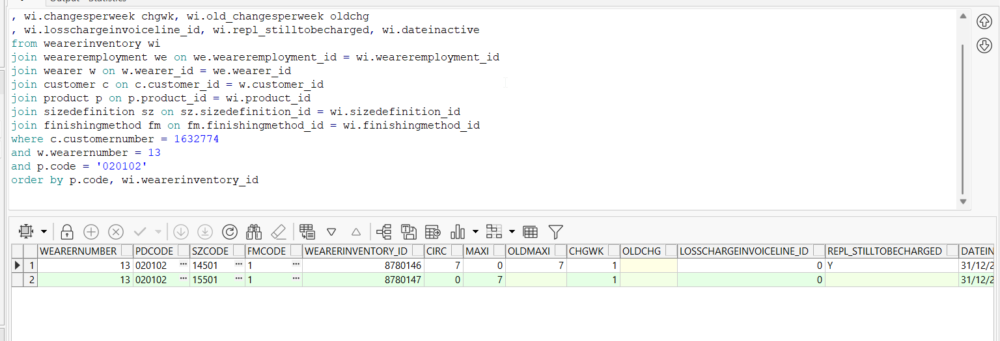 Output Statistics
, wi.changesperweek chgwk, wi.old_changesperweek oldchg
, wi.losschargeinvoiceline_id, wi.repl_stilltobecharged, wi.dateinactive
from wearerinventory wi
join weareremployment we on we.weareremployment_id = wi.weareremployment_id
join wearer w on w.wearer_id = we.wearer_id
join customer c on c.customer_id = w.customer_id
join product p on p.product_id = wi.product_id
join sizedefinition sz on sz.sizedefinition_id = wi.sizedefinition_id
join finishingmethod fm on fm.finishingmethod_id = wi.finishingmethod_id
where c.customernumber = 1632774
and w.wearernumber = 13
and p.code = '020102'
order by p.code, wi.wearerinventory_id
WEARERNUMBER PDCODE SZCODE FMCODE WEARERINVENTORY_ID CIRC MAXI OLDMAXI CHGWK OLDCHG LOSSCHARGEINVOICELINE_ID REPL_STILLTOBECHARGED DATEIN
1 13 020102 ... 14501 ... 1 ... 8780146 7 0 7 1 0 Y 31/12/2
2 13 020102 ... 15501 ... 1 ... 8780147 0 7 1 0 31/12/2